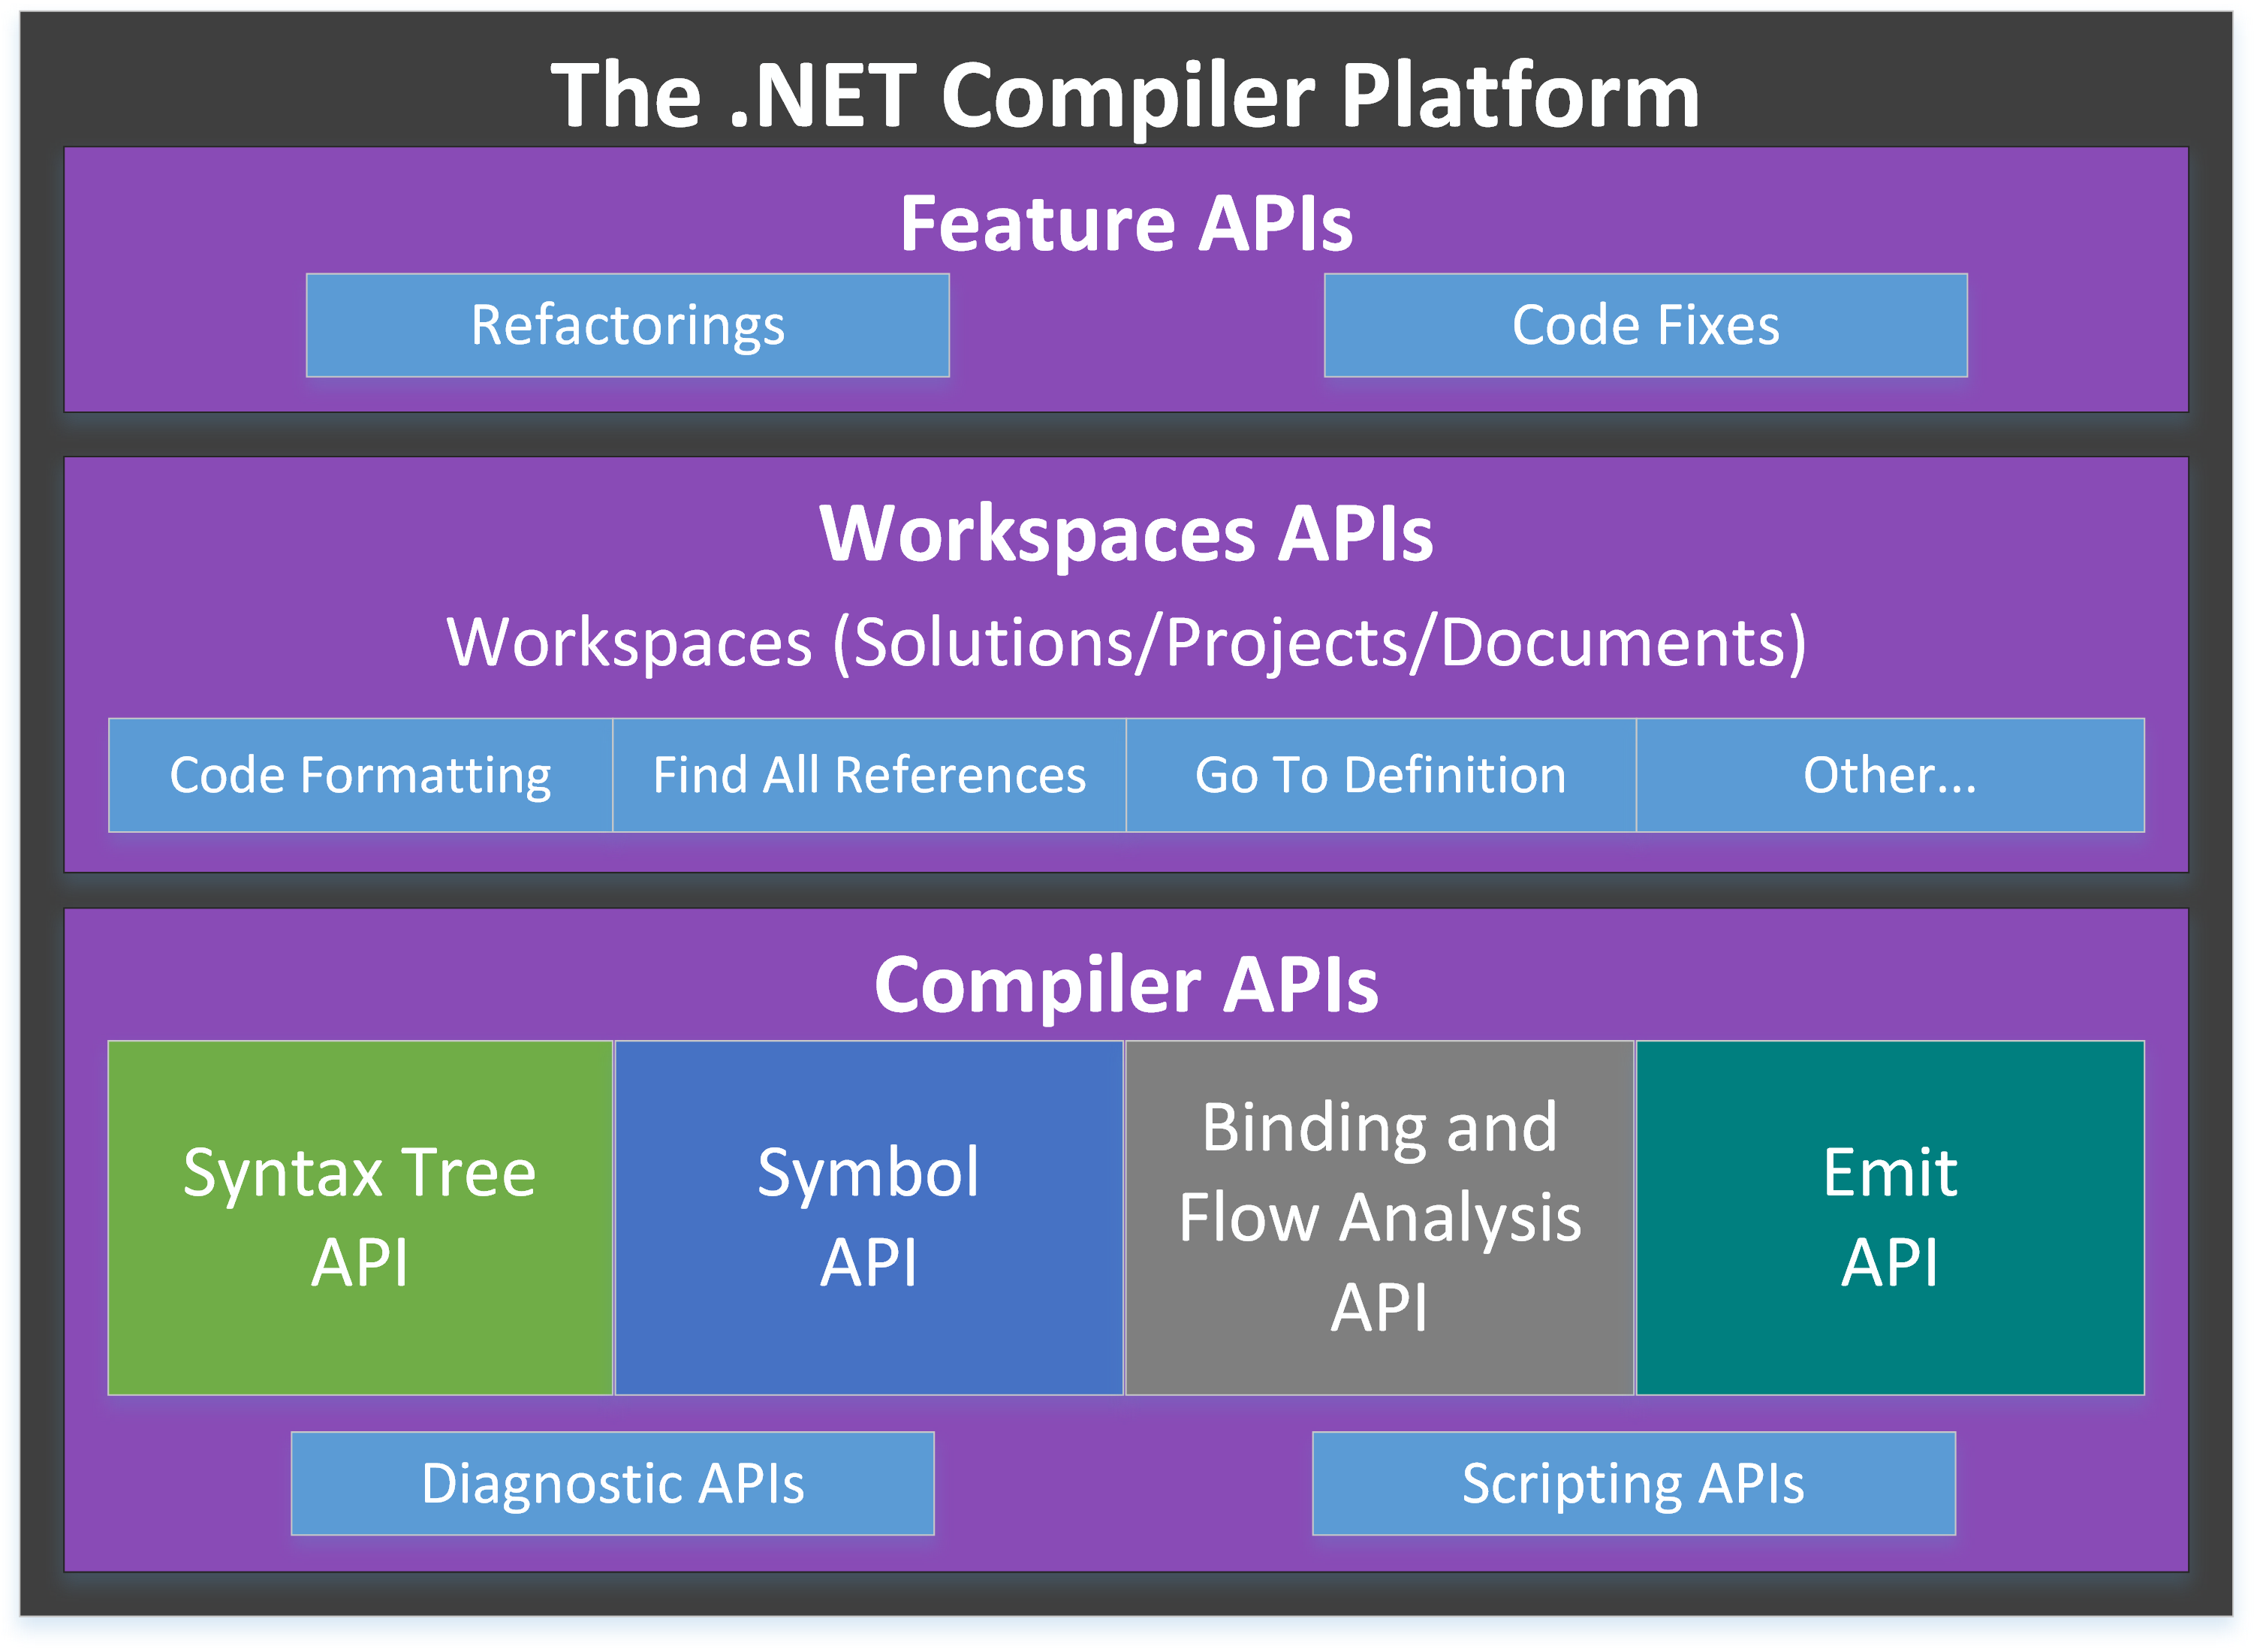 The .NET Compiler Platform
Feature APIs
Refactorings
Code Fixes
Workspaces APIs
Workspaces (Solutions/Projects/Documents)
Code Formatting
Find All References
Go To Definition
Other...
Compiler APIs
Syntax Tree
API
Symbol
API
Binding and
Flow Analysis
API
Emit
API
Diagnostic APIs
Scripting APIs